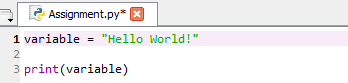 Assignment.py*
1 variable = "Hello World!"
2
3 print(variable)